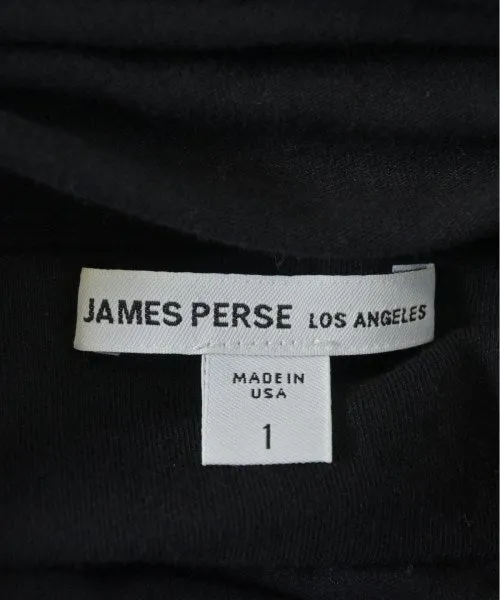 JAMES PERSE LOS ANGELES
MADE IN
USA
1